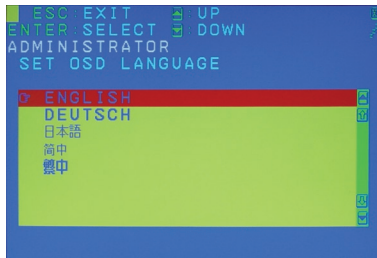 ESC:EXIT UP
ENTER:SELECT DOWN
ADMINISTRATOR
SET OSD LANGUAGE
ENGLISH
DEUTSCH
日本語
简中
繁中